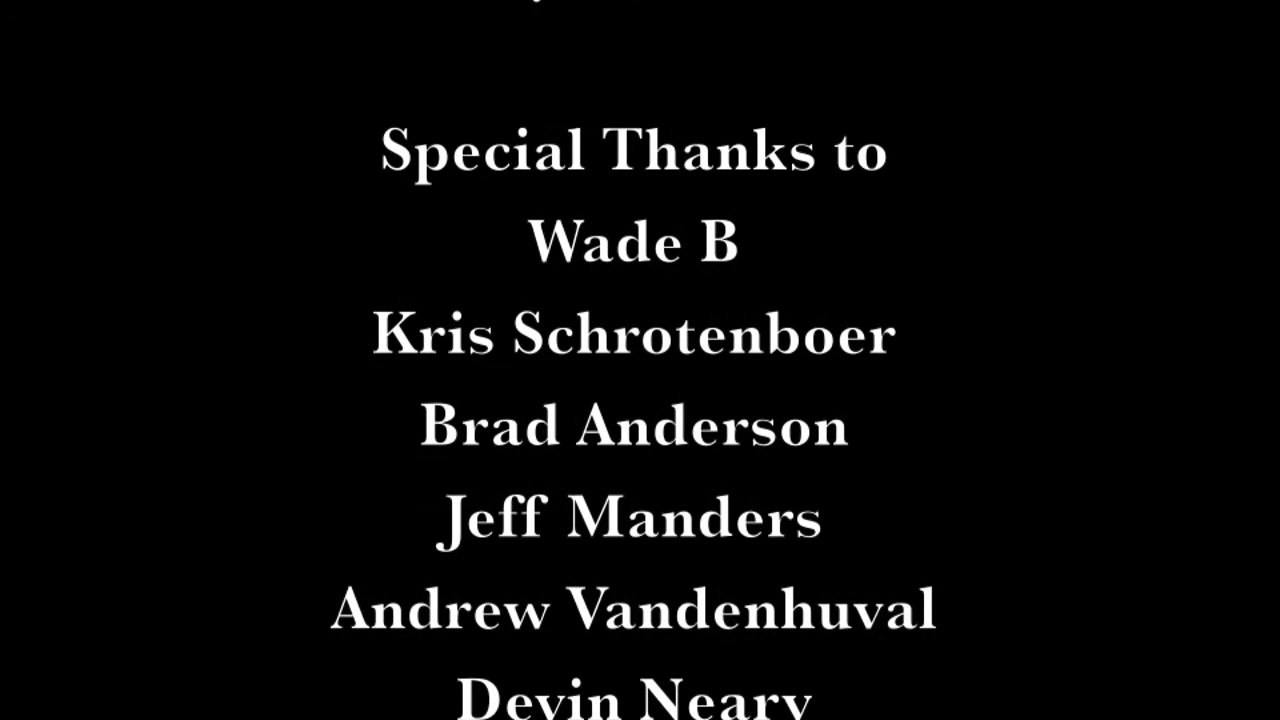 Special Thanks to
Wade B
Kris Schrotenboer
Brad Anderson
Jeff Manders
Andrew Vandenhuval
Devin Neary